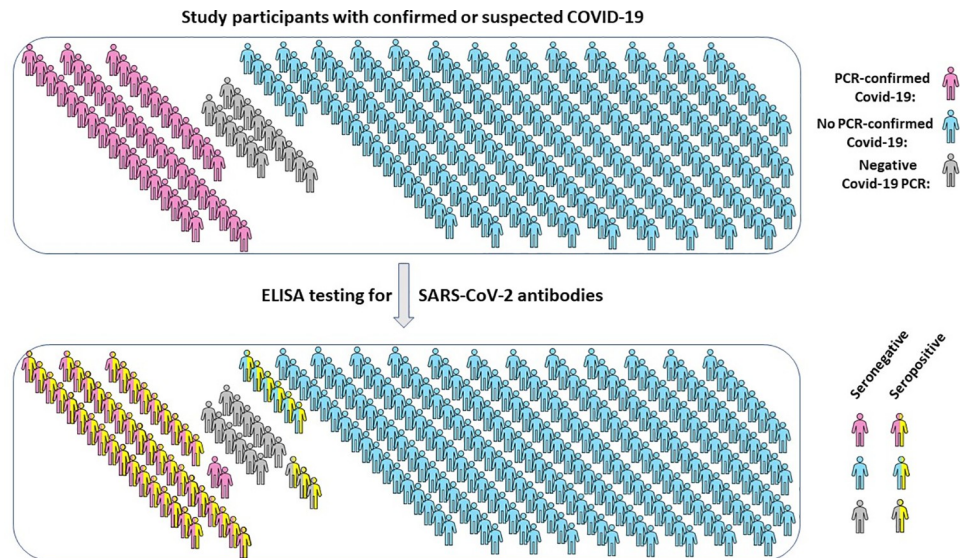 Study participants with confirmed or suspected COVID-19
PCR-confirmed
Covid-19:
No PCR-confirmed
Covid-19:
Negative
Covid-19 PCR:
ELISA testing for SARS-CoV-2 antibodies
Seronegative
Seropositive